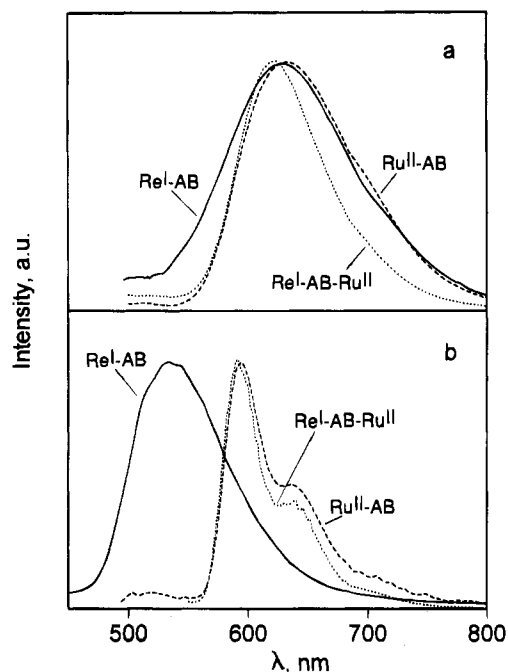 a
Re^I-AB
Ru^II-AB
Re^I-AB-Ru^II
Intensity, a.u.
b
Re^I-AB
Re^I-AB-Ru^II
Ru^II-AB
500 600 700 800
λ, nm